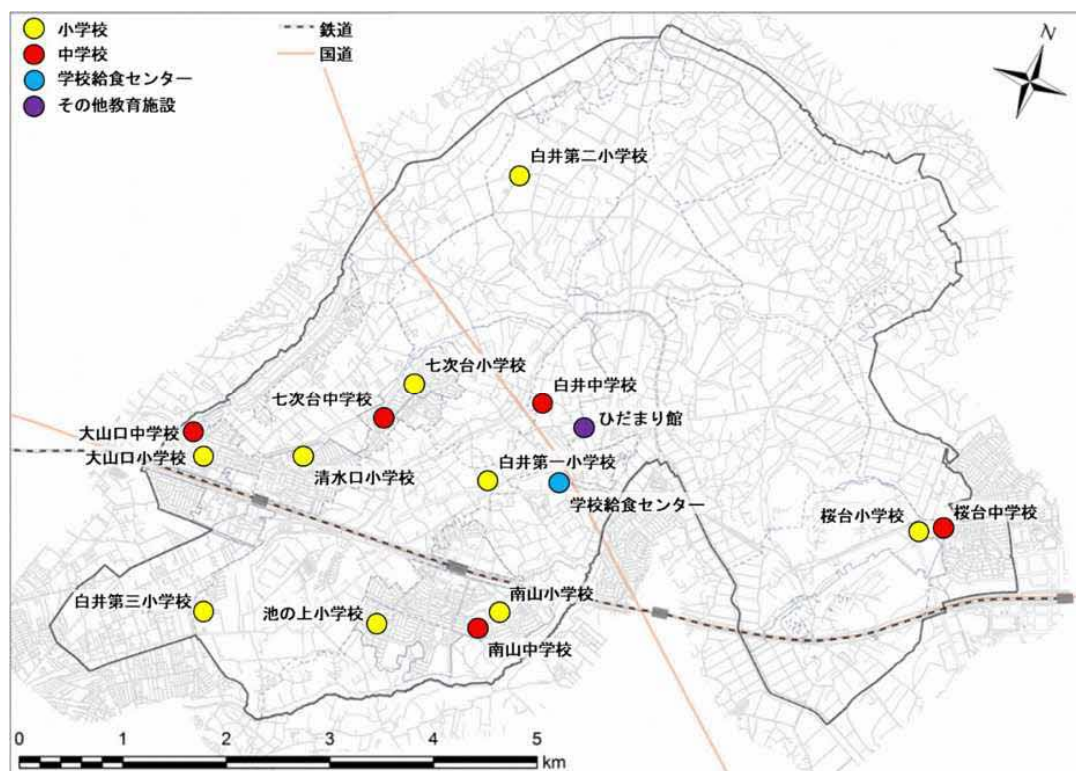 小学校
中学校
学校給食センター
その他教育施設
鉄道
国道
N
白井第二小学校
七次台小学校
七次台中学校
白井中学校
ひだまり館
大山口中学校
大山口小学校
清水口小学校
白井第一小学校
学校給食センター
桜台小学校
桜台中学校
白井第三小学校
池の上小学校
南山小学校
南山中学校
0 1 2 3 4 5
km